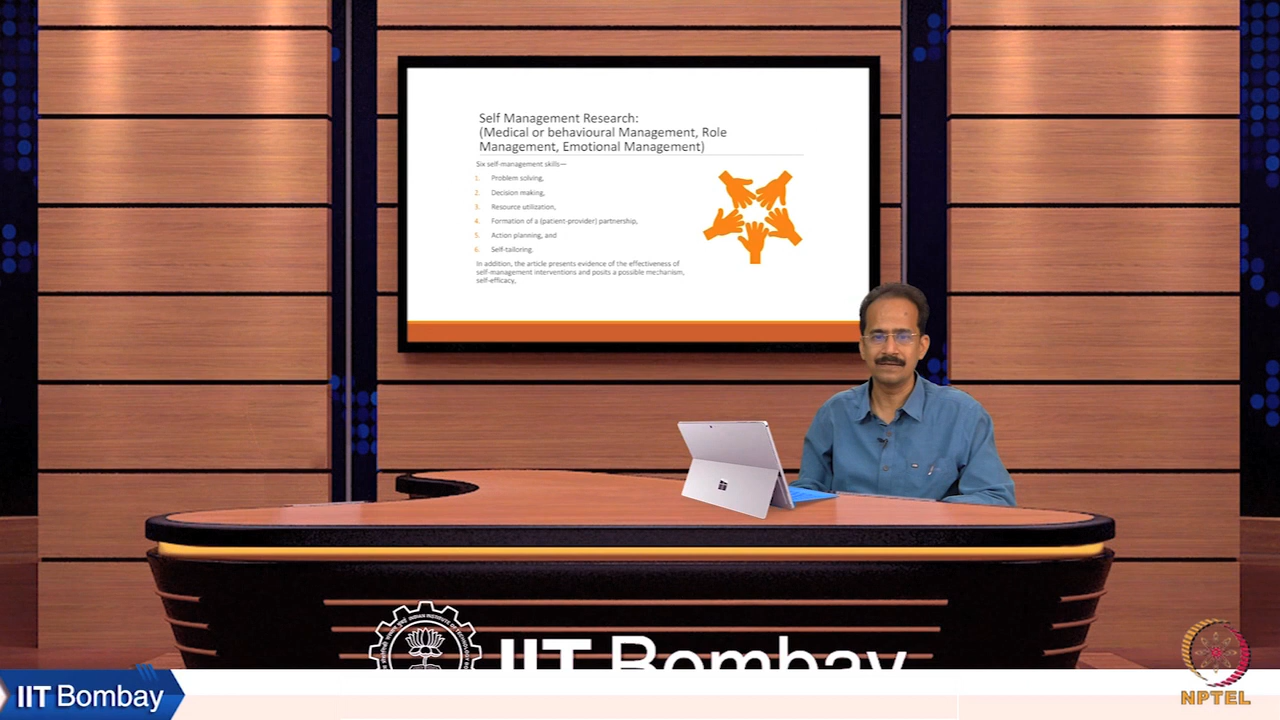 Self Management Research:
(Medical or behavioural Management, Role
Management, Emotional Management)
Six self-management skills—
1. Problem solving,
2. Decision making,
3. Resource utilization,
4. Formation of a (patient-provider) partnership,
5. Action planning, and
6. Self-tailoring.
In addition, the article presents evidence of the effectiveness of
self-management interventions and posits a possible mechanism,
self-efficacy,
IIT Bombay
IIT Bombay
NPTEL